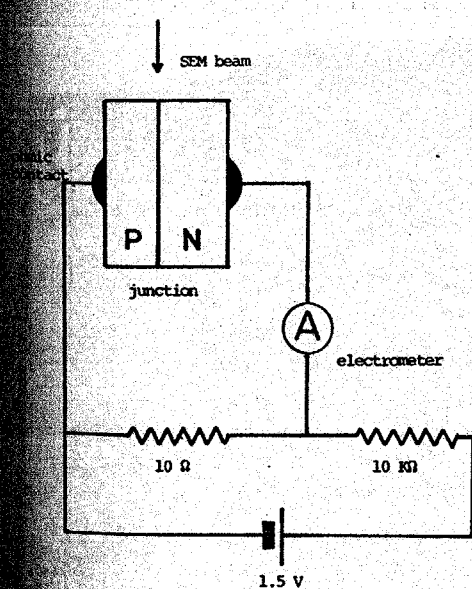 SEM beam
contact
P N
junction
A
electrometer
10 Ω
10 KΩ
1.5 V